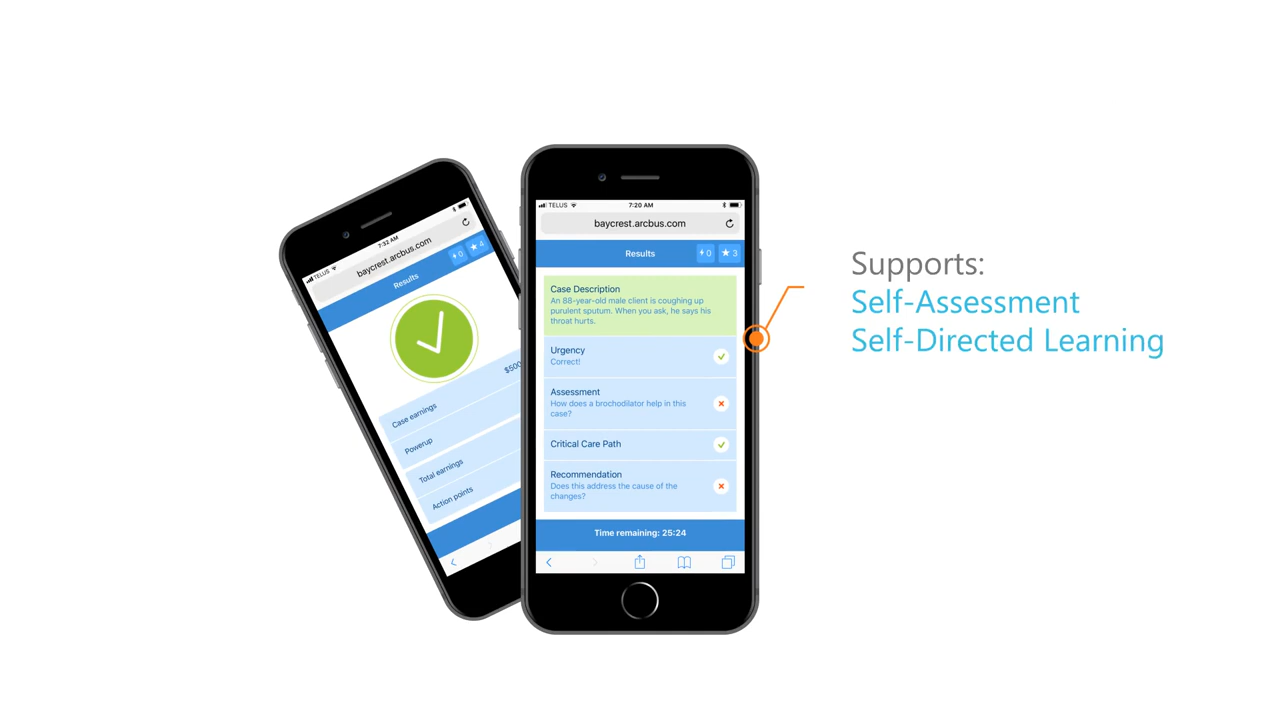 TELUS
7:32 AM
baycrest.arcbus.com
Results
0
4
Case earnings
$500
Powerup
Total earnings
Action points
TELUS
7:20 AM
baycrest.arcbus.com
Results
0
3
Case Description
An 88-year-old male client is coughing up
purulent sputum. When you ask, he says his
throat hurts.
Urgency
Correct!
Assessment
How does a brochodilator help in this
case?
Critical Care Path
Recommendation
Does this address the cause of the
changes?
Time remaining: 25:24
Supports:
Self-Assessment
Self-Directed Learning